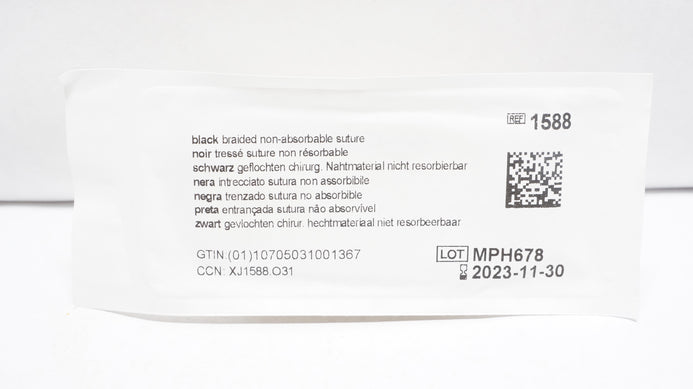 REF 1588
black braided non-absorbable suture
noir tressé suture non résorbable
schwarz geflochten chirurg. Nahtmaterial nicht resorbierbar
nera intrecciato sutura non assorbibile
negra trenzado sutura no absorbible
preta entrançada sutura não absorvível
zwart gevlochten chirur. hechtmateriaal niet resorbeerbaar
GTIN:(01)10705031001367
CCN: XJ1588.O31
LOT MPH678
2023-11-30